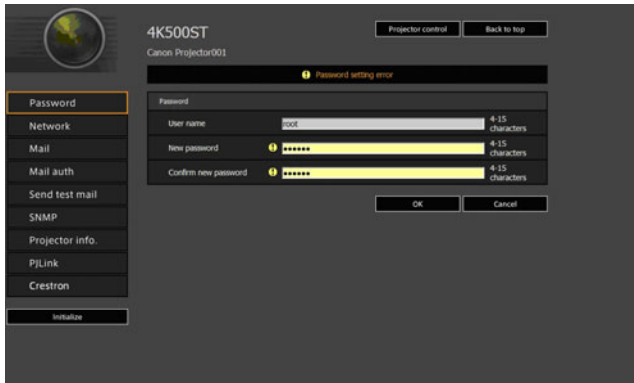 4K500ST
Projector control
Back to top
Canon Projector001
Password setting error
Password
Network
Mail
Mail auth
Send test mail
SNMP
Projector info.
PJLink
Crestron
Initialize
Password
User name
root
4-15
characters
New password
••••••
4-15
characters
Confirm new password
••••••
4-15
characters
OK
Cancel